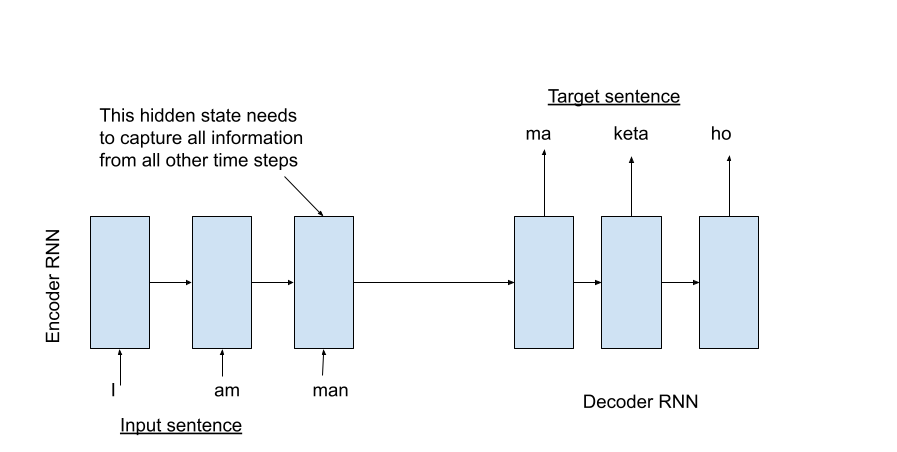 Target sentence
This hidden state needs
to capture all information
from all other time steps
ma keta ho
Encoder RNN
I am man
Input sentence
Decoder RNN